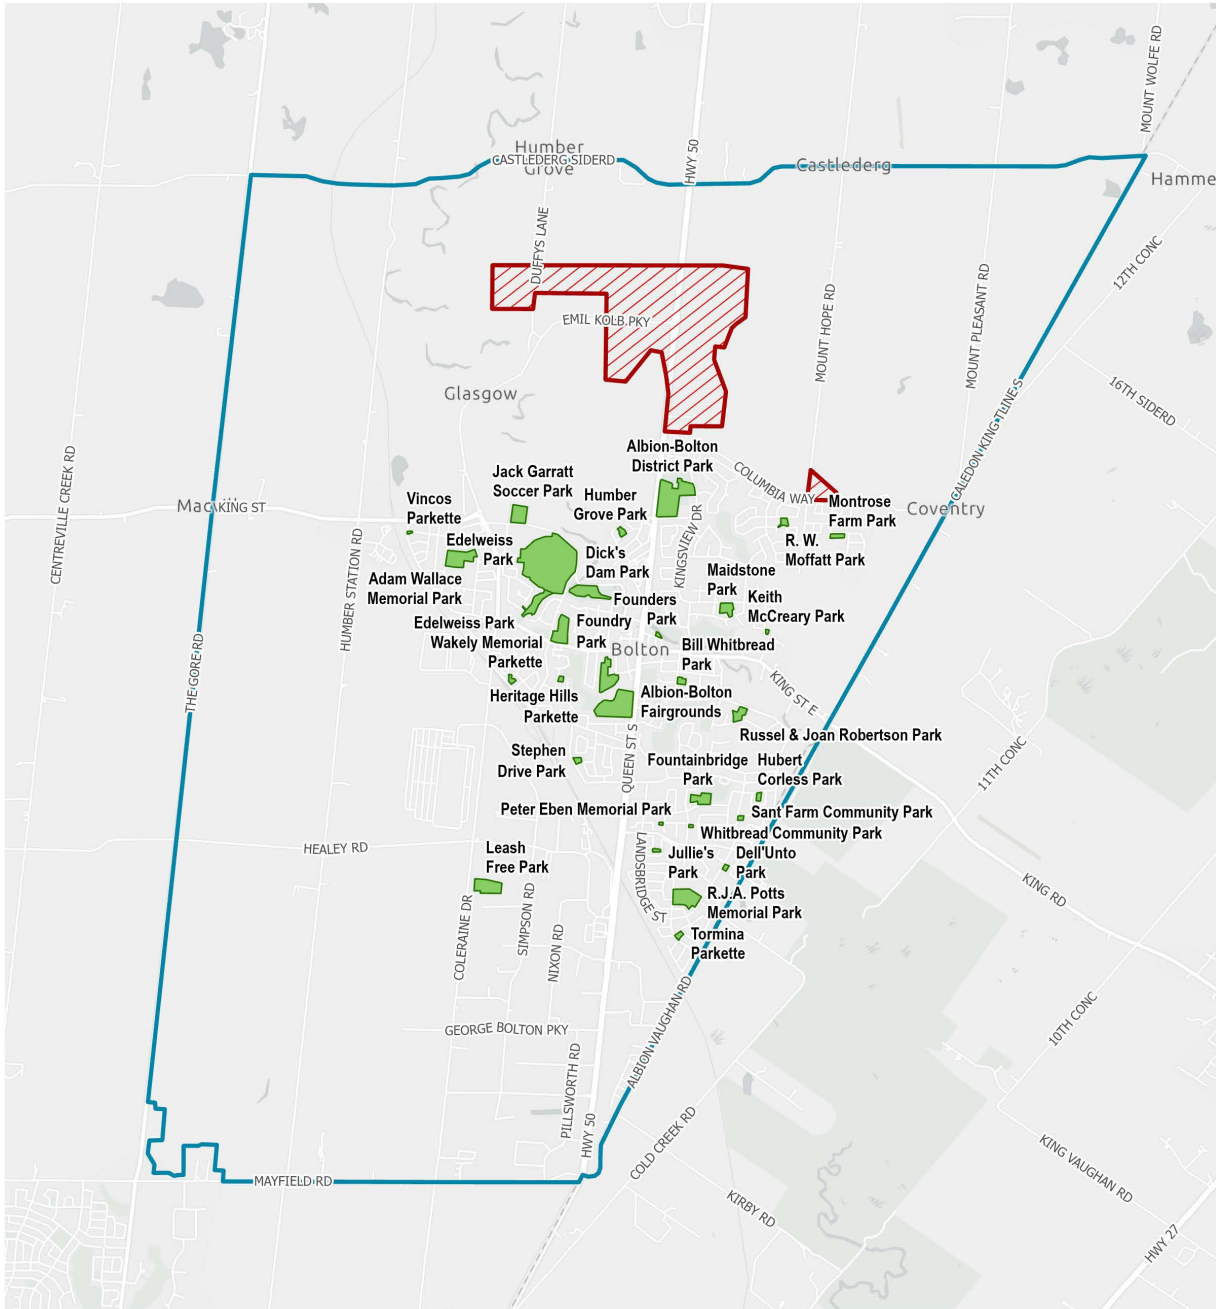 MOUNT WOLFE RD
Humber
Grove
CASTLEDERG SIDERD
HWY 50
Castlederg
Hamme
12TH CONC
DUFFYS LANE
EMIL KOLB PKY
MOUNT HOPE RD
MOUNT PLEASANT RD
16TH SIDERD
CALEDON KING TLINE S
Glasgow
CENTREVILLE CREEK RD
Albion-Bolton
District Park
COLUMBIA WAY
Jack Garratt
Soccer Park
Humber
Grove Park
Vincos
Parkette
KING ST
Montrose
Farm Park
Coventry
KINGSVIEW DR
R. W.
Moffatt Park
Edelweiss
Park
Dick's
Dam Park
HUMBER STATION RD
Adam Wallace
Memorial Park
Maidstone
Park
Keith
McCreary Park
Founders
Park
Edelweiss Park
Foundry
Park
THE GORE RD
Wakely Memorial
Parkette
Bolton
Bill Whitbread
Park
KING ST E
Heritage Hills
Parkette
Albion-Bolton
Fairgrounds
Russel & Joan Robertson Park
QUEEN ST S
Stephen
Drive Park
Fountainbridge
Park
Hubert
Corless Park
11TH CONC
Peter Eben Memorial Park
Sant Farm Community Park
Whitbread Community Park
HEALEY RD
Leash
Free Park
LANDSBRIDGE ST
Jullie's
Park
Dell'Unto
Park
KING RD
R.J.A. Potts
Memorial Park
COLERAINE DR
SIMPSON RD
NIXON RD
Tormina
Parkette
GEORGE BOLTON PKY
ALBION VAUGHAN RD
10TH CONC
PILLSWORTH RD
HWY 50
COLD CREEK RD
KING VAUGHAN RD
MAYFIELD RD
KIRBY RD
HWY 27